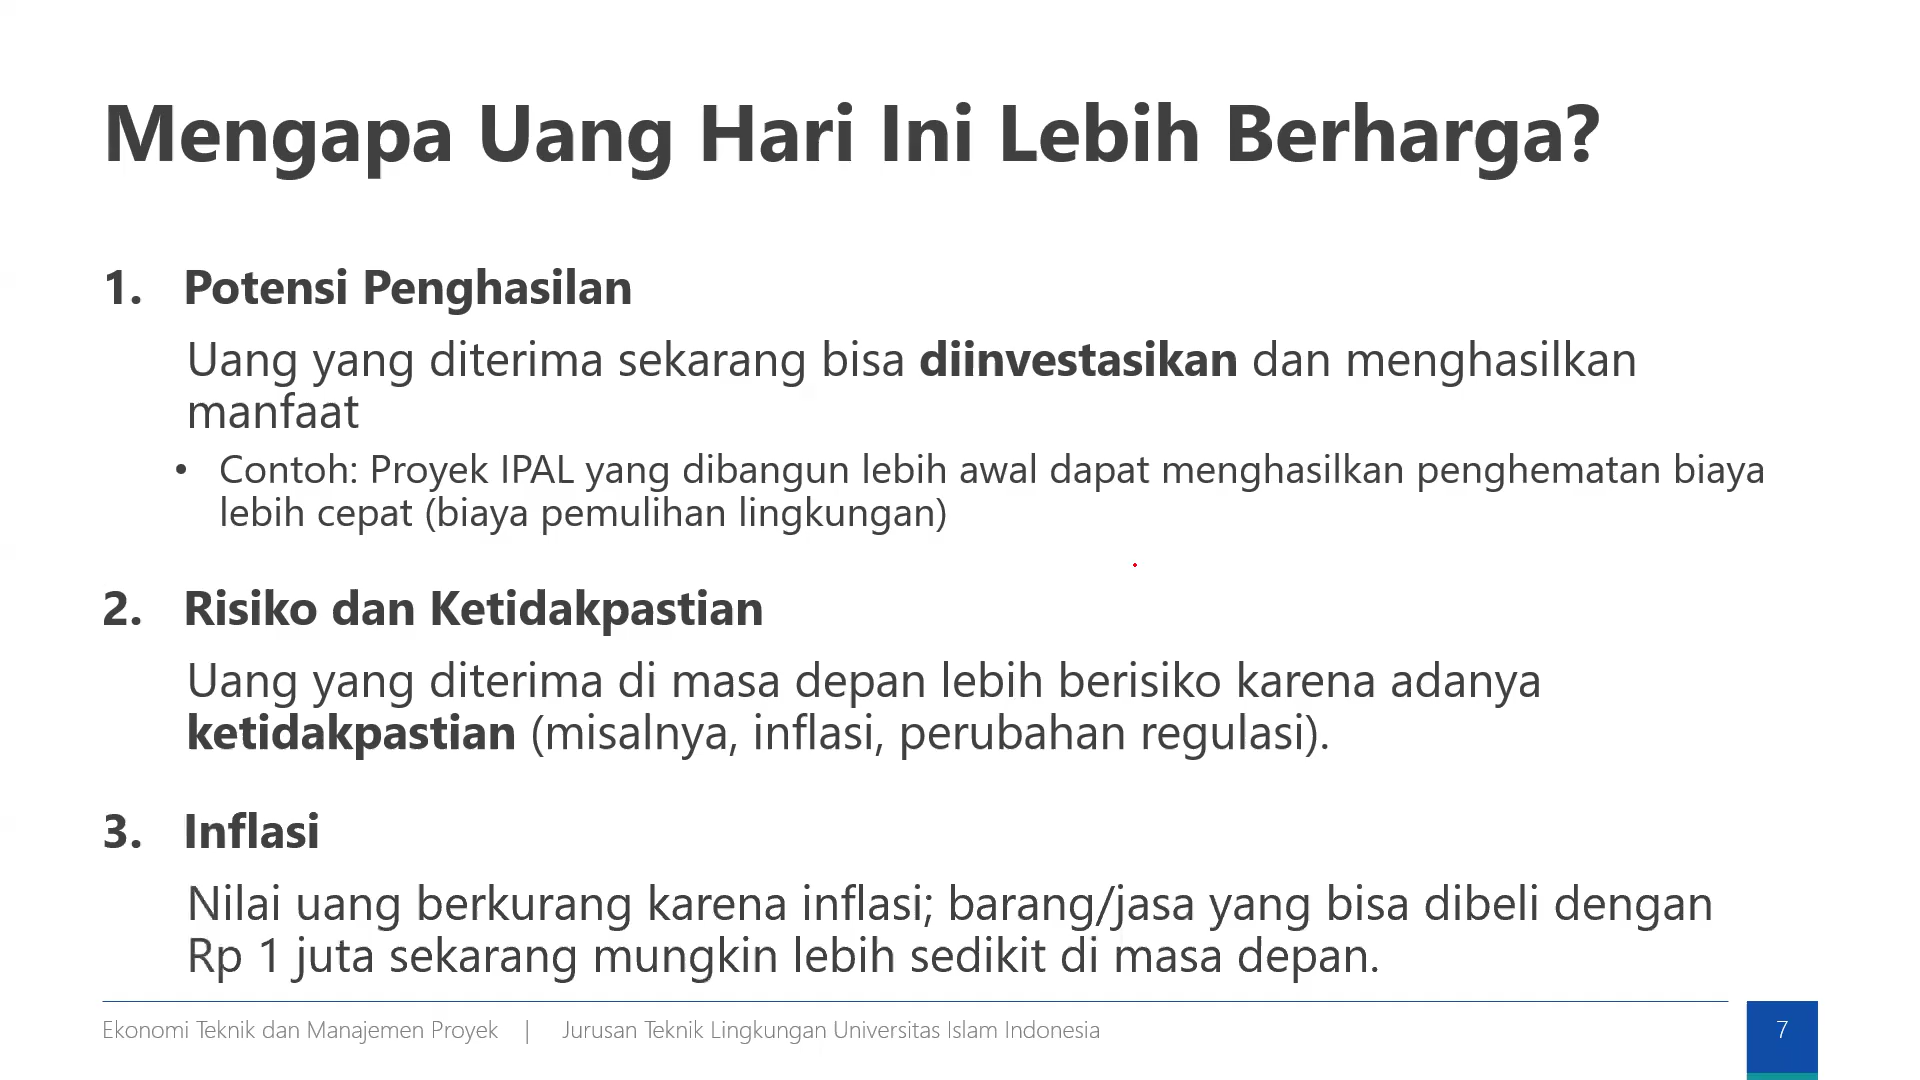 Mengapa Uang Hari Ini Lebih Berharga?
1. Potensi Penghasilan
Uang yang diterima sekarang bisa diinvestasikan dan menghasilkan
manfaat
• Contoh: Proyek IPAL yang dibangun lebih awal dapat menghasilkan penghematan biaya
lebih cepat (biaya pemulihan lingkungan)
2. Risiko dan Ketidakpastian
Uang yang diterima di masa depan lebih berisiko karena adanya
ketidakpastian (misalnya, inflasi, perubahan regulasi).
3. Inflasi
Nilai uang berkurang karena inflasi; barang/jasa yang bisa dibeli dengan
Rp 1 juta sekarang mungkin lebih sedikit di masa depan.
Ekonomi Teknik dan Manajemen Proyek | Jurusan Teknik Lingkungan Universitas Islam Indonesia
7